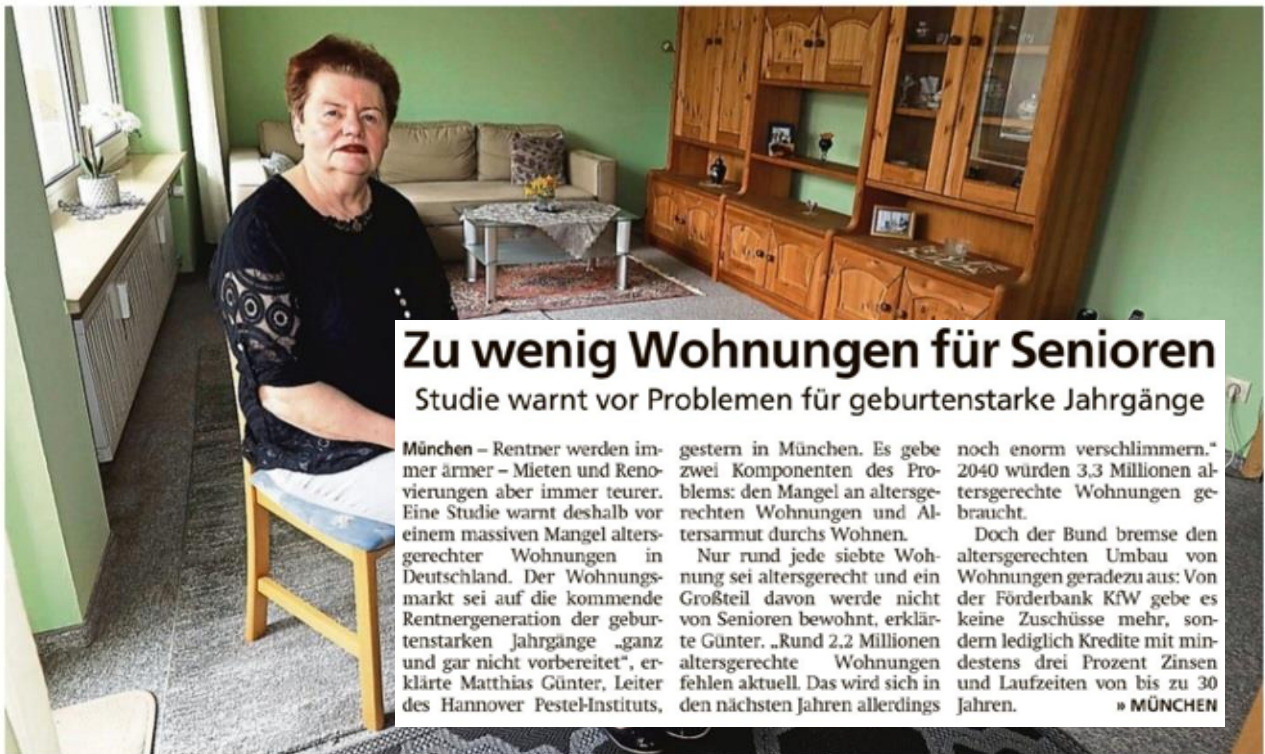 Zu wenig Wohnungen für Senioren
Studie warnt vor Problemen für geburtenstarke Jahrgänge
München – Rentner werden im-
mer ärmer – Mieten und Reno-
vierungen aber immer teurer.
Eine Studie warnt deshalb vor
einem massiven Mangel alters-
gerechter Wohnungen in
Deutschland. Der Wohnungs-
markt sei auf die kommende
Rentnergeneration der gebur-
tenstarken Jahrgänge „ganz
und gar nicht vorbereitet“, er-
klärte Matthias Günter, Leiter
des Hannover Pestel-Instituts,
gestern in München. Es gebe
zwei Komponenten des Pro-
blems: den Mangel an altersge-
rechten Wohnungen und Al-
tersarmut durchs Wohnen.
Nur rund jede siebte Woh-
nung sei altersgerecht und ein
Großteil davon werde nicht
von Senioren bewohnt, erklär-
te Günter. „Rund 2,2 Millionen
altersgerechte Wohnungen
fehlen aktuell. Das wird sich in
den nächsten Jahren allerdings
noch enorm verschlimmern.“
2040 würden 3,3 Millionen al-
tersgerechte Wohnungen ge-
braucht.
Doch der Bund bremse den
altersgerechten Umbau von
Wohnungen geradezu aus: Von
der Förderbank KfW gebe es
keine Zuschüsse mehr, son-
dern lediglich Kredite mit min-
destens drei Prozent Zinsen
und Laufzeiten von bis zu 30
Jahren. » MÜNCHEN